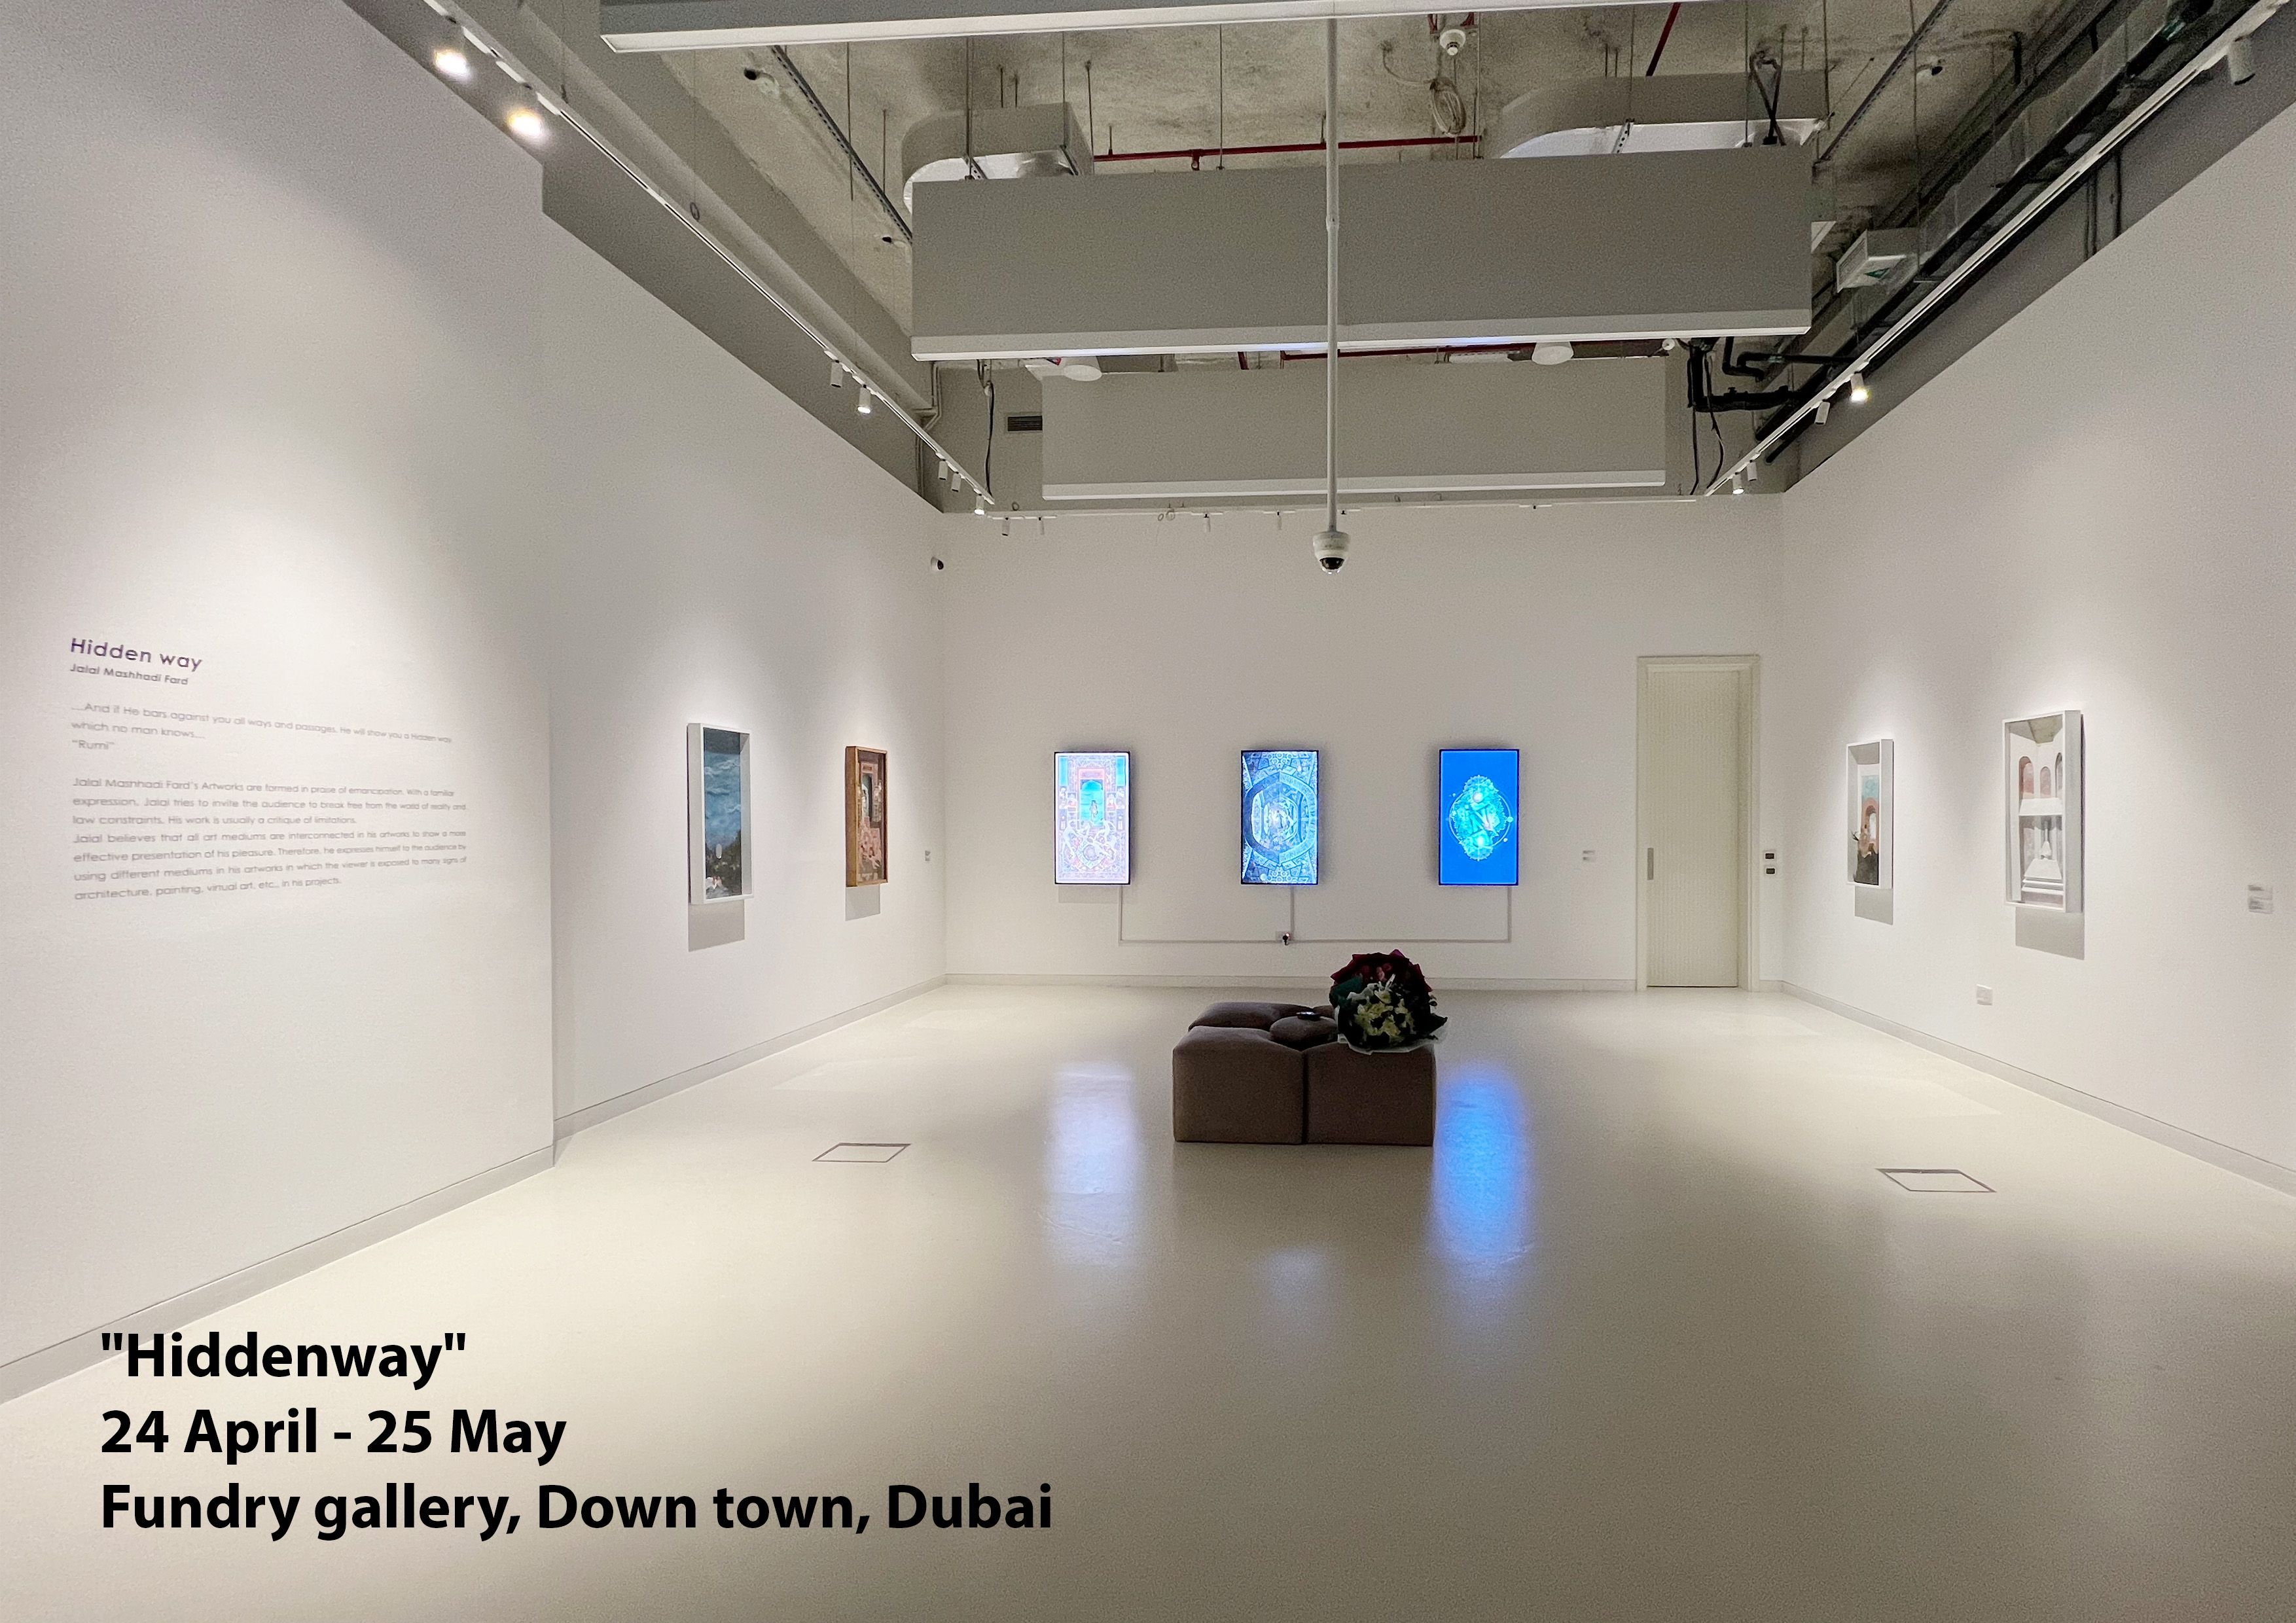 Hidden way
Jalal Mashhadi Fard
....And if He bars against you all ways and passages, He will show you a Hidden way
which no man knows....
"Rumi"
Jalal Mashhadi Fard's Artworks are formed in praise of emancipation. With a familiar
expression, Jalal tries to invite the audience to break free from the world of reality and
law constraints. His work is usually a critique of limitations.
Jalal believes that all art mediums are interconnected in his artworks to show a more
effective presentation of his pleasure. Therefore, he expresses himself to the audience by
using different mediums in his artworks in which the viewer is exposed to many signs of
architecture, painting, virtual art, etc., in his projects.
"Hiddenway"
24 April - 25 May
Fundry gallery, Down town, Dubai